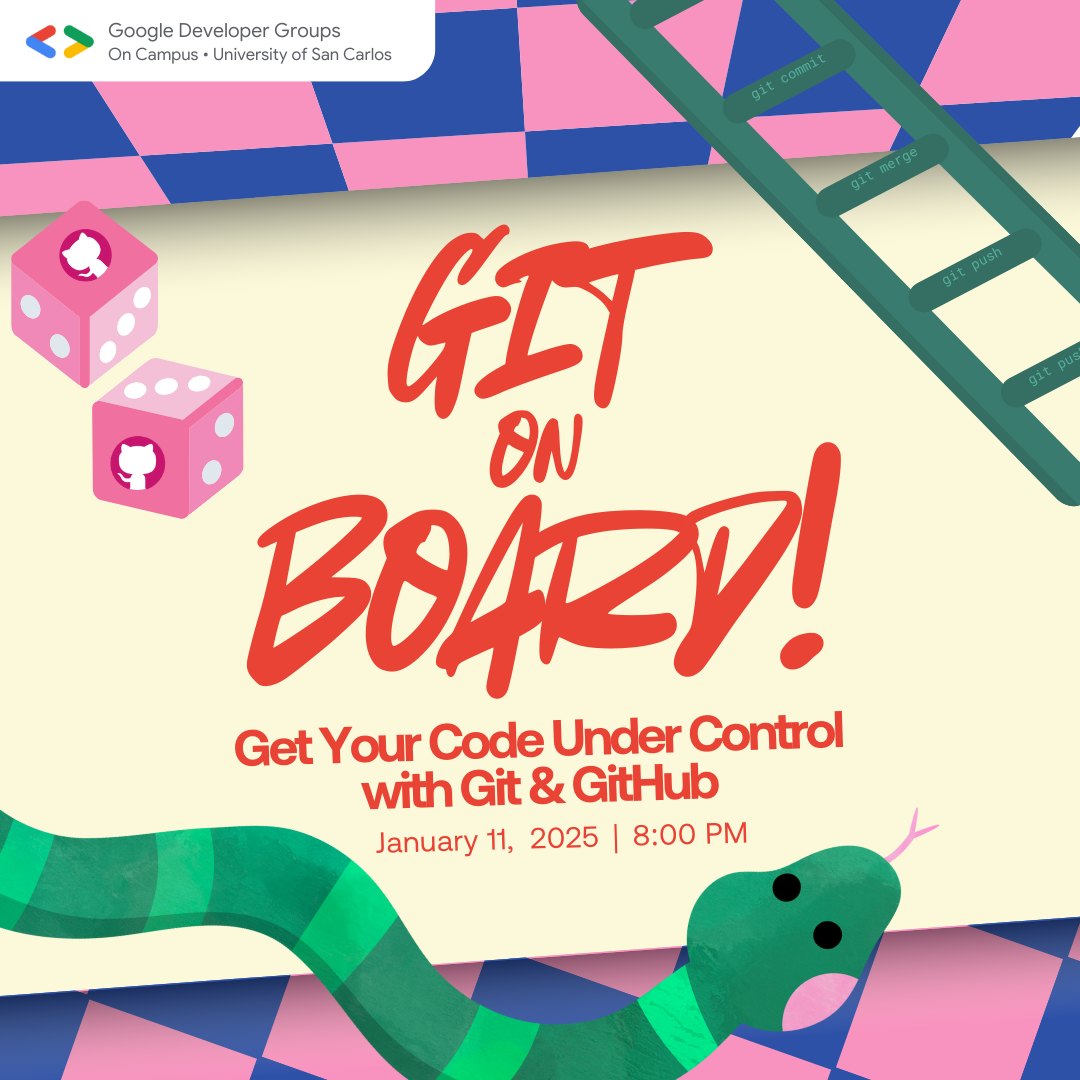 Google Developer Groups
On Campus • University of San Carlos
git commit
git merge
git push
GIT
ON
BOARD!
Get Your Code Under Control
with Git & GitHub
January 11, 2025 | 8:00 PM